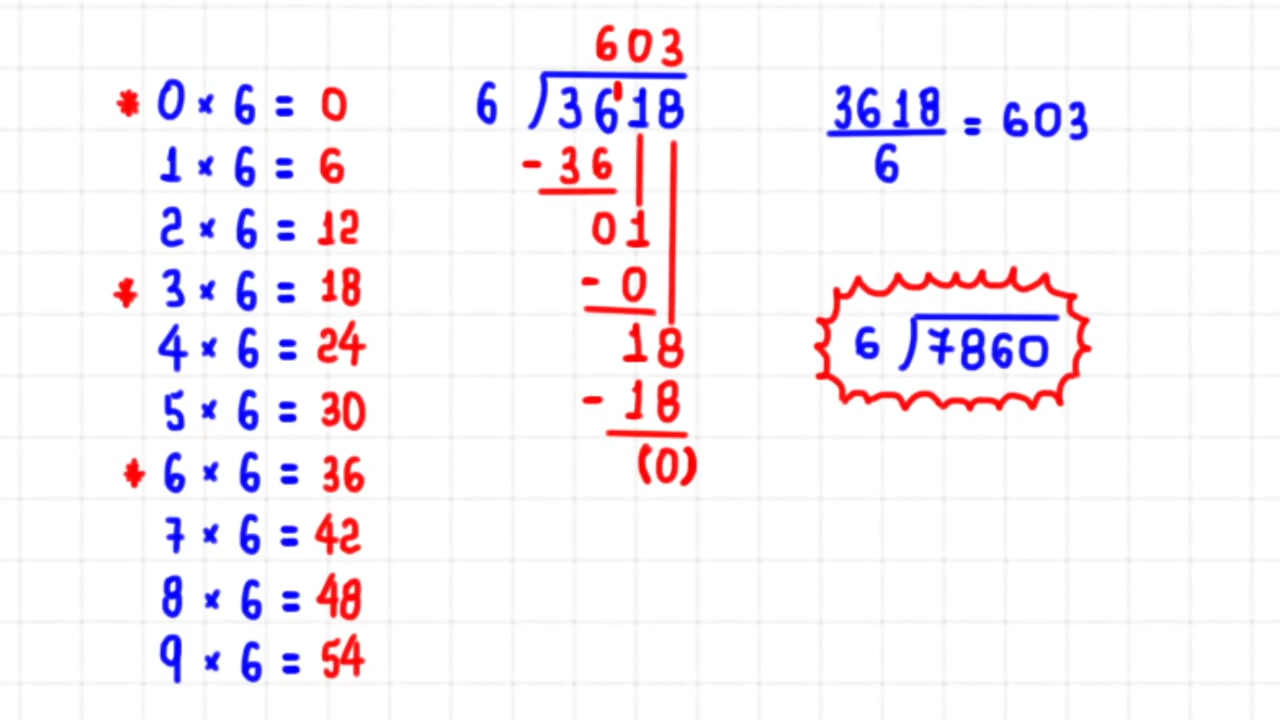 * 0 × 6 = 0
1 × 6 = 6
2 × 6 = 12
* 3 × 6 = 18
4 × 6 = 24
5 × 6 = 30
* 6 × 6 = 36
7 × 6 = 42
8 × 6 = 48
9 × 6 = 54
603
6 )36'18
- 36
01
- 0
18
- 18
(0)
3618
6
= 603
6 )7860